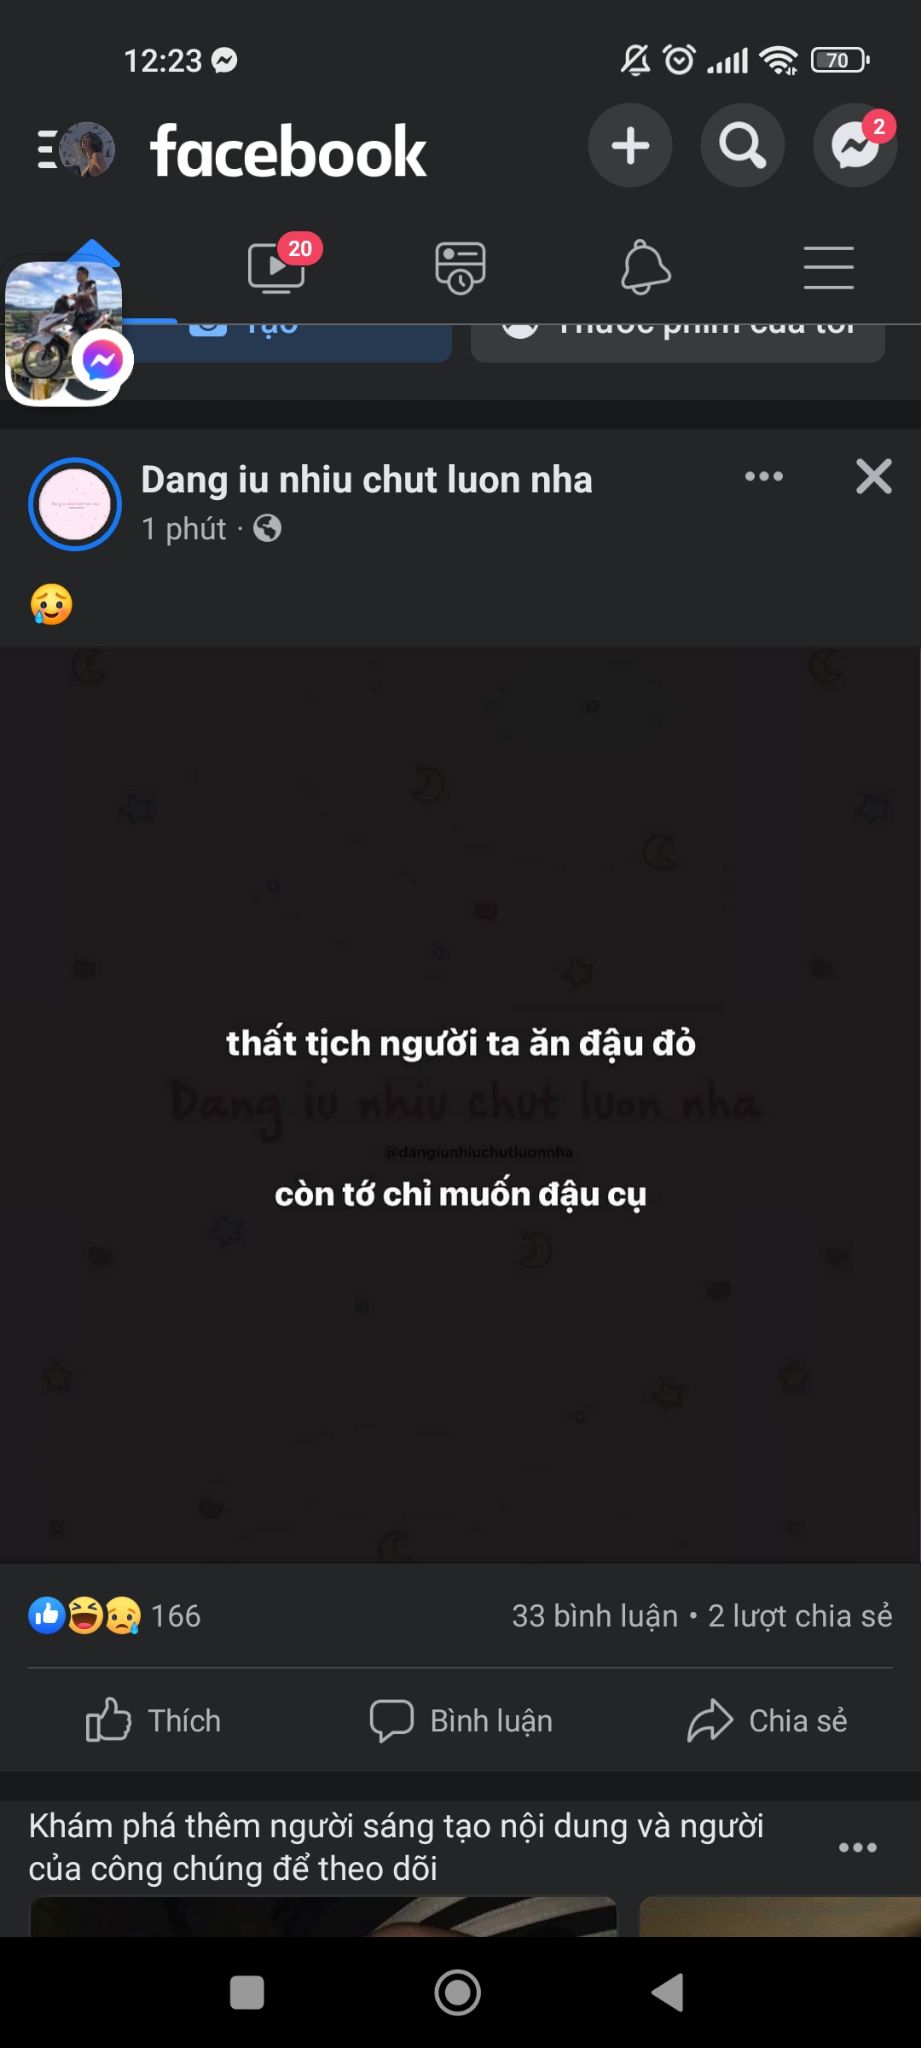 12:23
70
facebook
2
20
Tạo
Thước phim của tôi
Dang iu nhiu chut luon nha
1 phút ·
thất tịch người ta ăn đậu đỏ
Dang iu nhiu chut luon nha
@dangiunhiuchutluonnha
còn tớ chỉ muốn đậu cụ
166
33 bình luận • 2 lượt chia sẻ
Thích
Bình luận
Chia sẻ
Khám phá thêm người sáng tạo nội dung và người
của công chúng để theo dõi